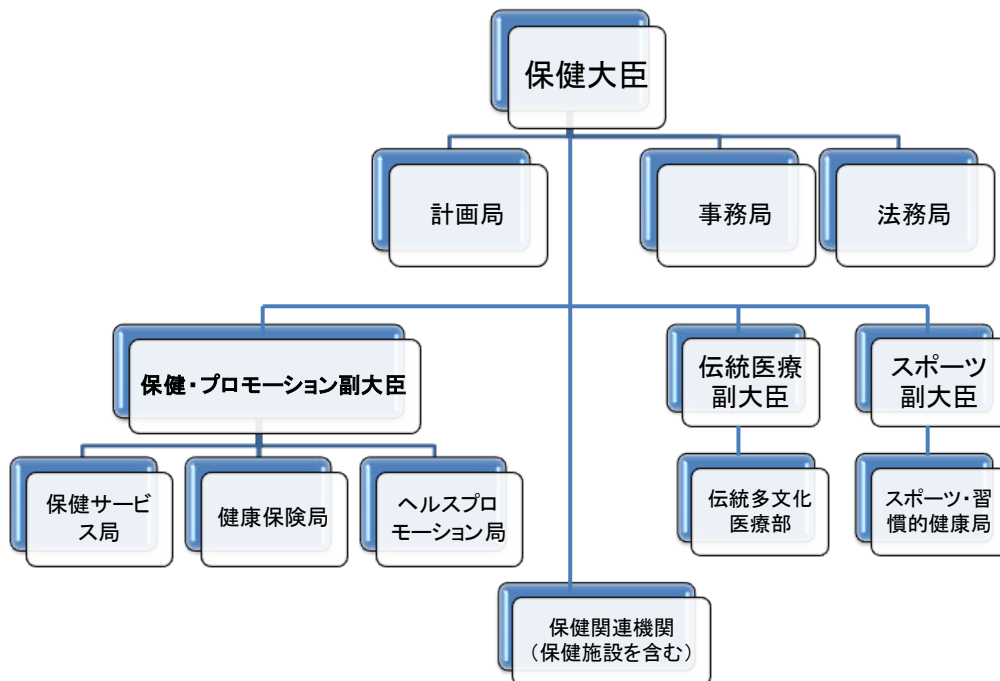 保健大臣
計画局
事務局
法務局
保健・プロモーション副大臣
伝統医療
副大臣
スポーツ
副大臣
保健サービ
ス局
健康保険局
ヘルスプロ
モーション局
伝統多文化
医療部
スポーツ・習
慣的健康局
保健関連機関
（保健施設を含む）